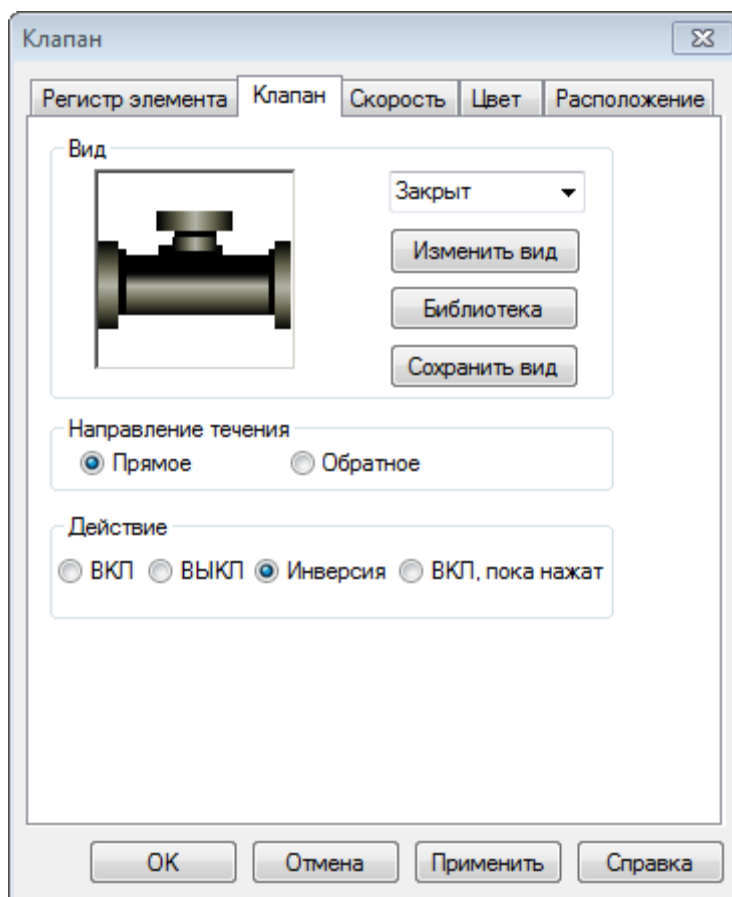 Клапан
Регистр элемента Клапан Скорость Цвет Расположение
Вид
Закрыт
Изменить вид
Библиотека
Сохранить вид
Направление течения
Прямое Обратное
Действие
ВКЛ ВЫКЛ Инверсия ВКЛ, пока нажат
OK Отмена Применить Справка